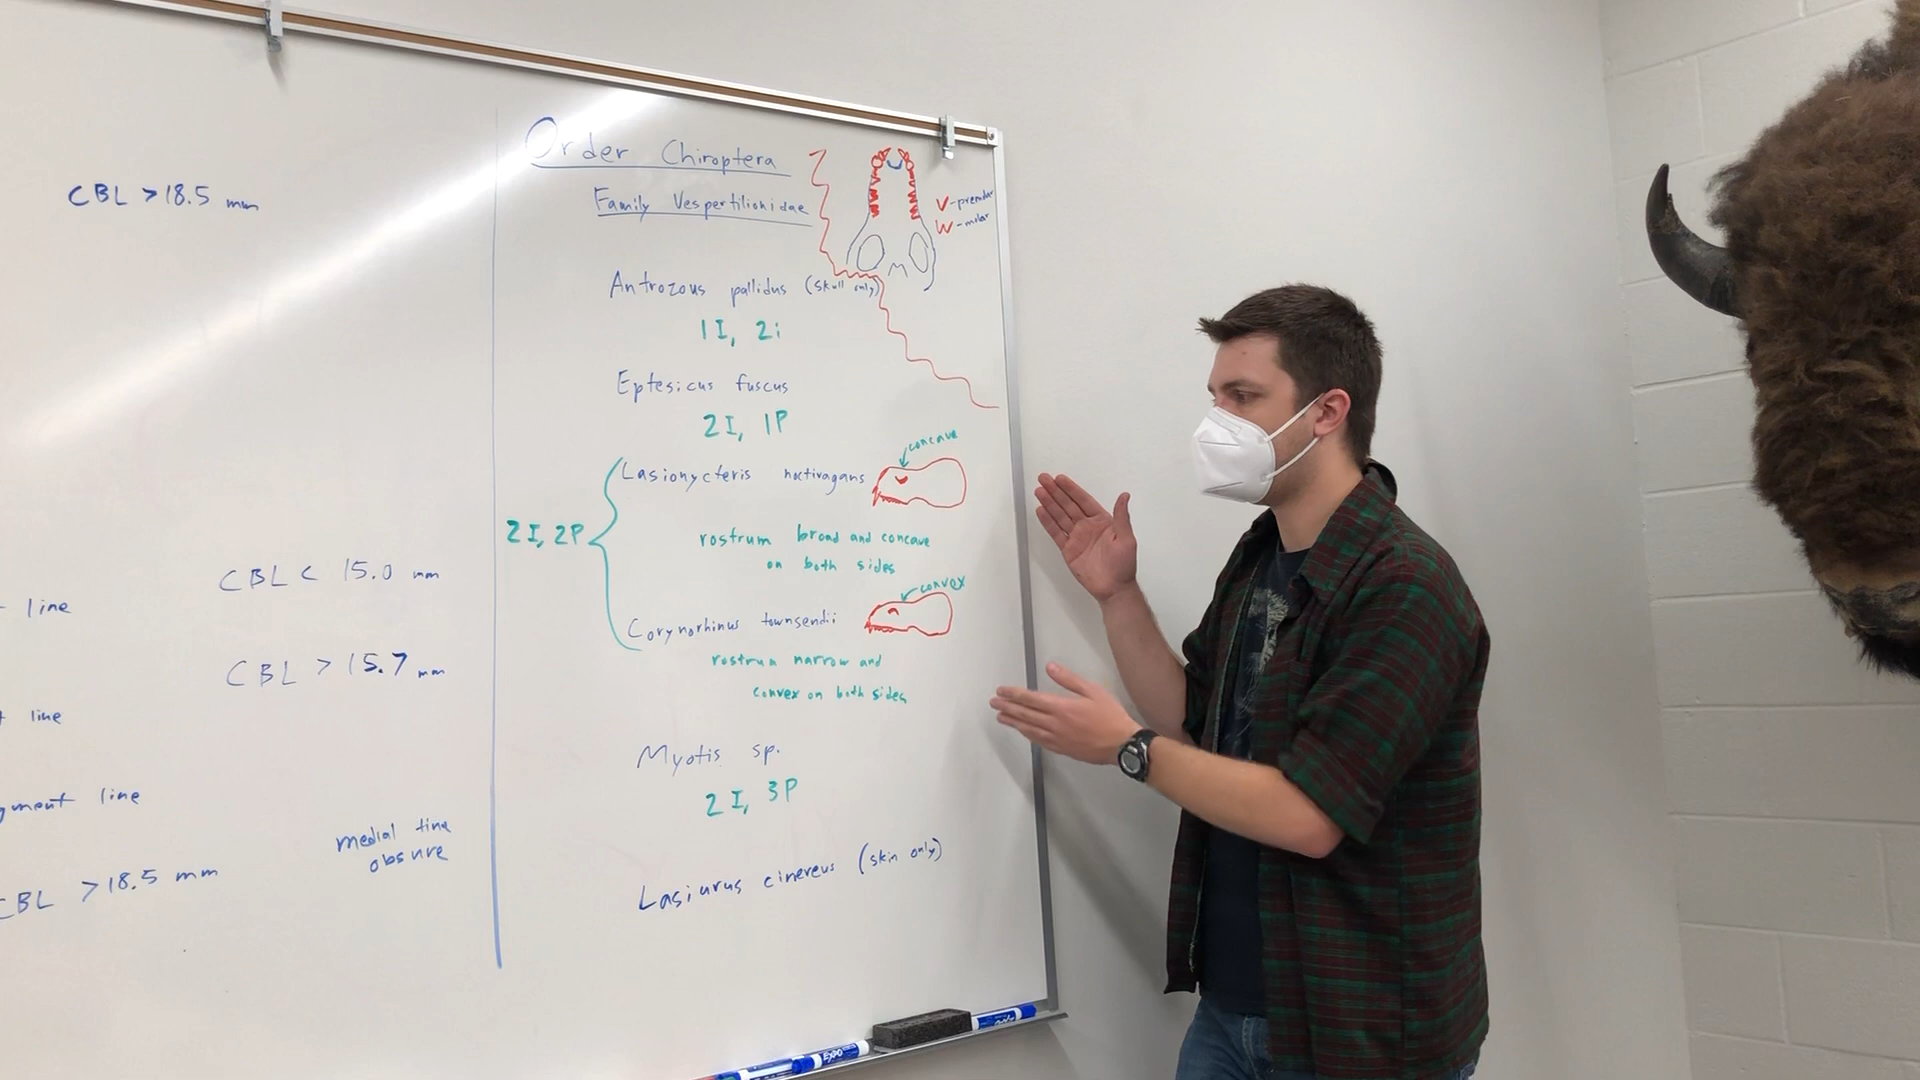 CBL > 18.5 mm
CBL < 15.0 mm
line
CBL > 15.7 mm
line
line
medial line
obsure
CBL > 18.5 mm
Order Chiroptera
Family Vespertilionidae
V - premolar
W - molar
Antrozous pallidus (skull only)
1I, 2i
Eptesicus fuscus
2I, 1P
concave
Lasionycteris noctivagans
2I, 2P
rostrum broad and concave
on both sides
convex
Corynorhinus townsendii
rostrum narrow and
convex on both sides
Myotis sp.
2I, 3P
Lasiurus cinereus (skin only)
EXPO